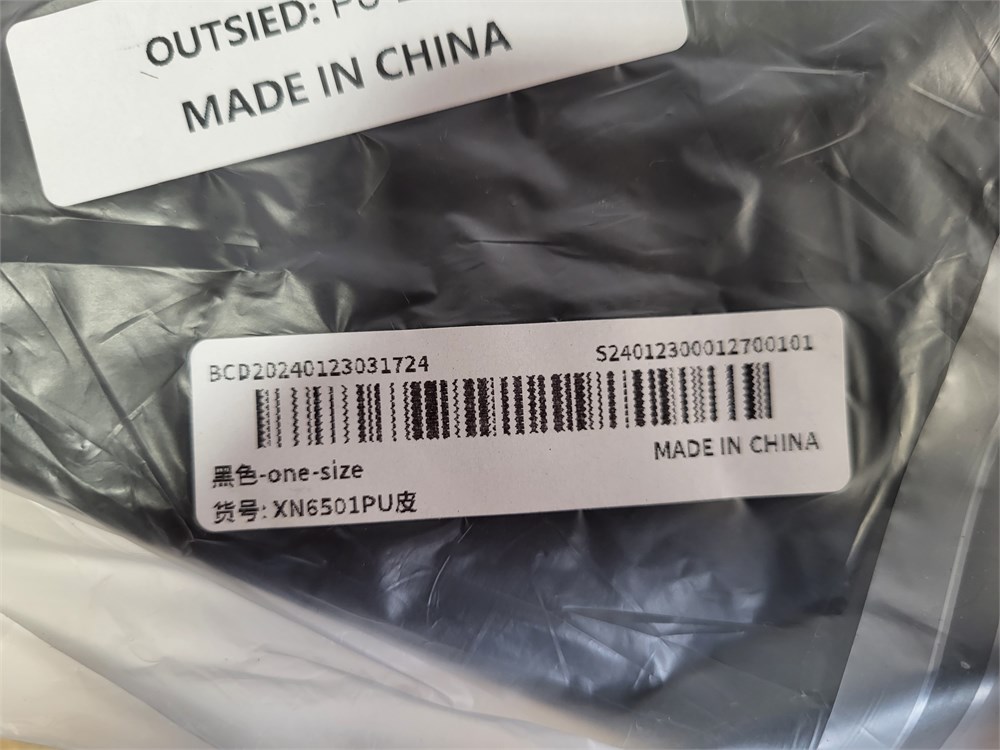 OUTSIED: PU
MADE IN CHINA
BCD20240123031724
S24012300012700101
MADE IN CHINA
黑色-one-size
货号: XN6501PU皮